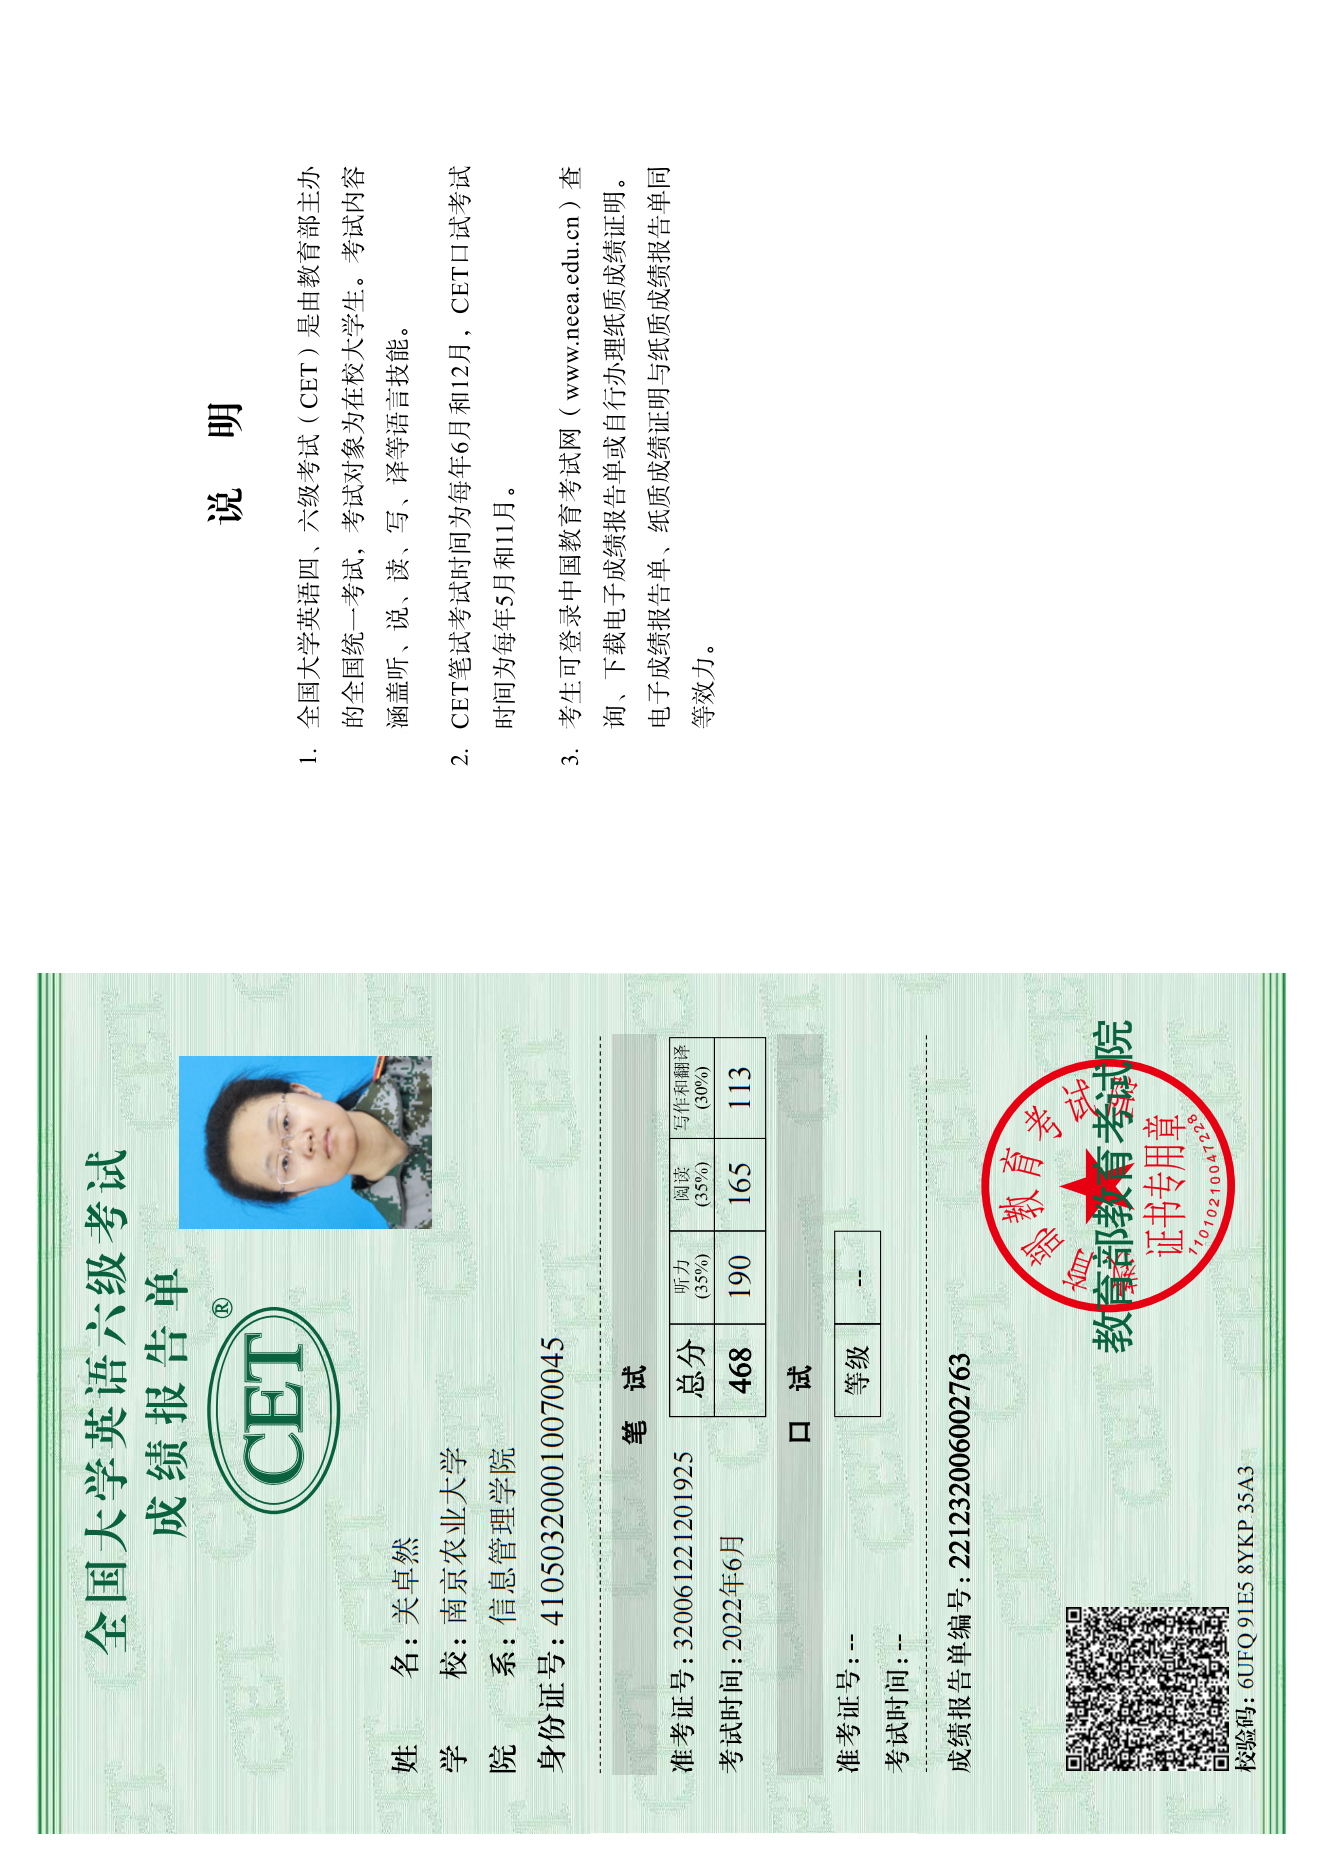 全国大学英语六级考试
成绩报告单
CET®
姓 名：关卓然
学 校：南京农业大学
院 系：信息管理学院
身份证号：410503200010070045
笔 试
准考证号：320061221201925
考试时间：2022年6月
总分 听力 (35%) 阅读 (35%) 写作和翻译 (30%)
468 190 165 113
口 试
准考证号：--
考试时间：--
等级 --
成绩报告单编号：221232006002763
教育部教育考试院
教育部教育考试院
证书专用章
11010210047228
校验码：6UFQ 91E5 8YKP 35A3
说 明
1. 全国大学英语四、六级考试（CET）是由教育部主办
的全国统一考试，考试对象为在校大学生。考试内容
涵盖听、说、读、写、译等语言技能。
2. CET笔试考试时间为每年6月和12月，CET口试考试
时间为每年5月和11月。
3. 考生可登录中国教育考试网（www.neea.edu.cn）查
询、下载电子成绩报告单或自行办理纸质成绩证明。
电子成绩报告单、纸质成绩证明与纸质成绩报告单同
等效力。